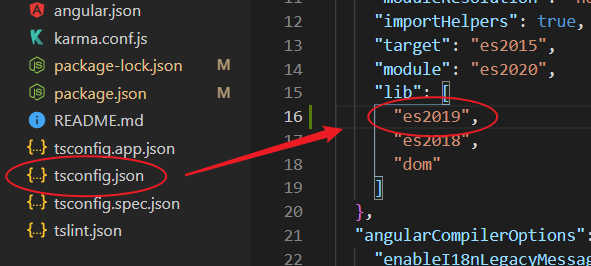 angular.json
karma.conf.js
package-lock.json M
package.json M
README.md
tsconfig.app.json
tsconfig.json
tsconfig.spec.json
tslint.json
11
12 "importHelpers": true,
13 "target": "es2015",
14 "module": "es2020",
15 "lib": [
16 "es2019",
17 "es2018",
18 "dom"
19 ]
20 },
21 "angularCompilerOptions":
22 "enableI18nLegacyMessag